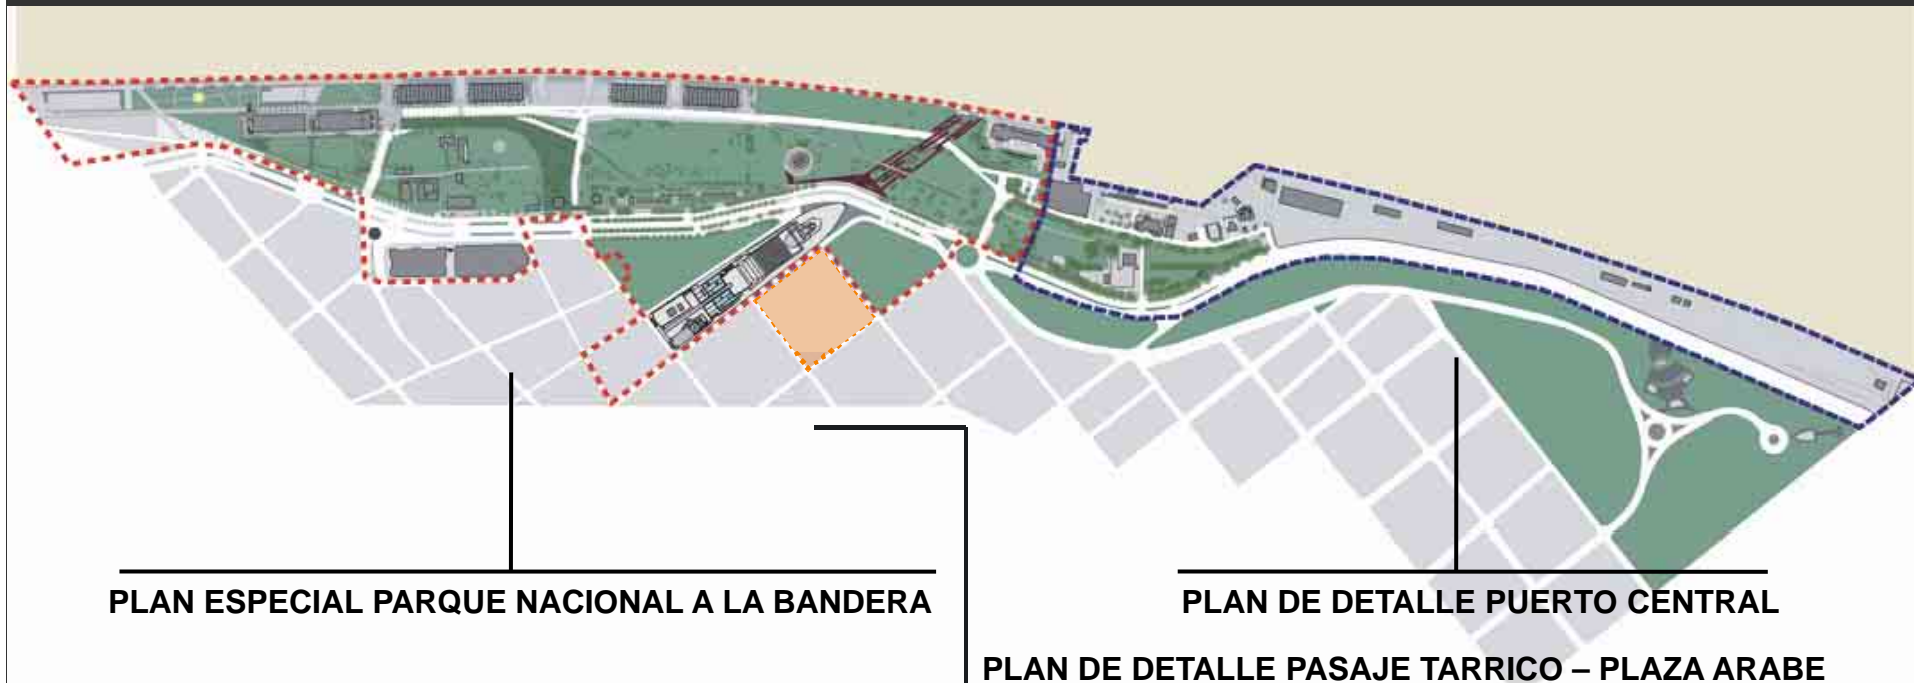 PLAN ESPECIAL PARQUE NACIONAL A LA BANDERA
PLAN DE DETALLE PUERTO CENTRAL
PLAN DE DETALLE PASAJE TARRICO – PLAZA ARABE